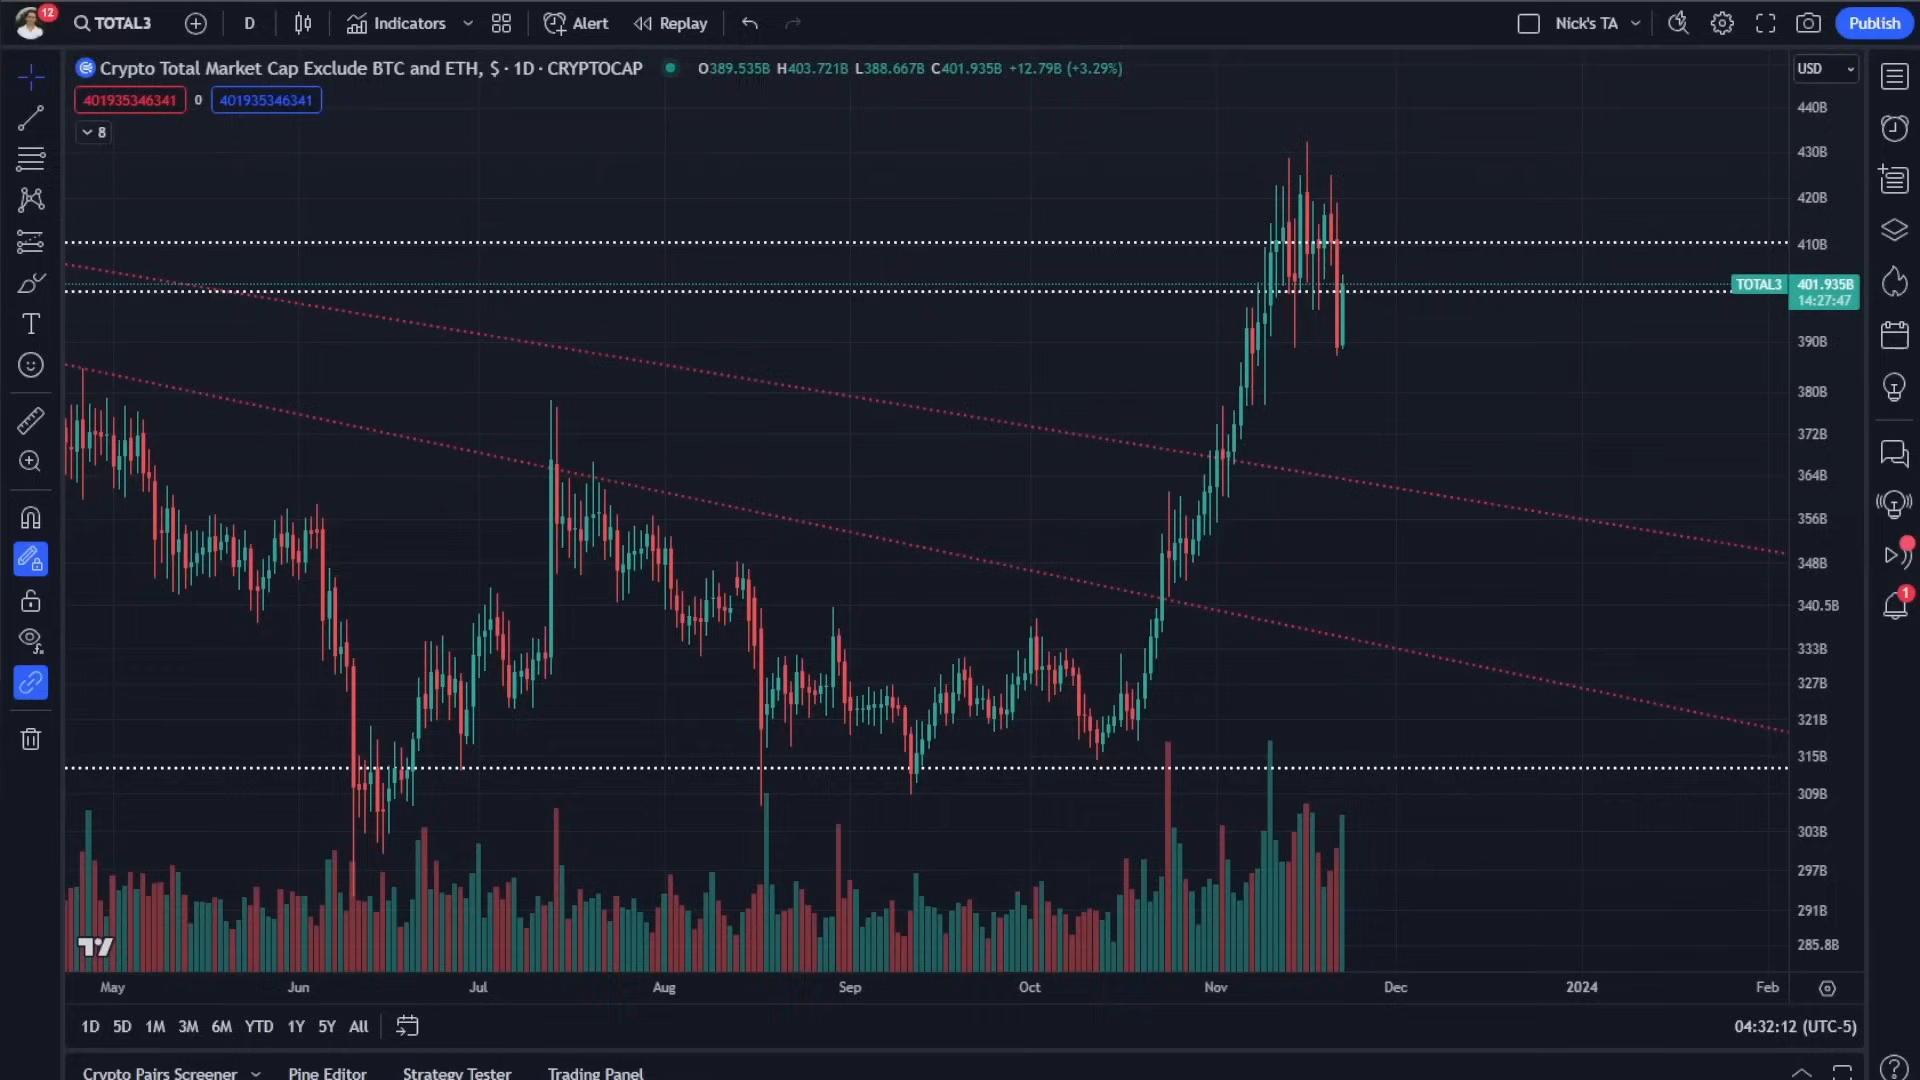 12 TOTAL3 D Indicators Alert Replay Nick's TA Publish
Crypto Total Market Cap Exclude BTC and ETH, $ · 1D · CRYPTOCAP O389.535B H403.721B L388.667B C401.935B +12.79B (+3.29%) USD
401935346341 0 401935346341
8
440B
430B
420B
410B
TOTAL3 401.935B
14:27:47
390B
380B
372B
364B
356B
348B
340.5B
333B
327B
321B
315B
309B
303B
297B
291B
285.8B
1
May Jun Jul Aug Sep Oct Nov Dec 2024 Feb
1D 5D 1M 3M 6M YTD 1Y 5Y All 04:32:12 (UTC-5)
Crypto Pairs Screener Pine Editor Strategy Tester Trading Panel